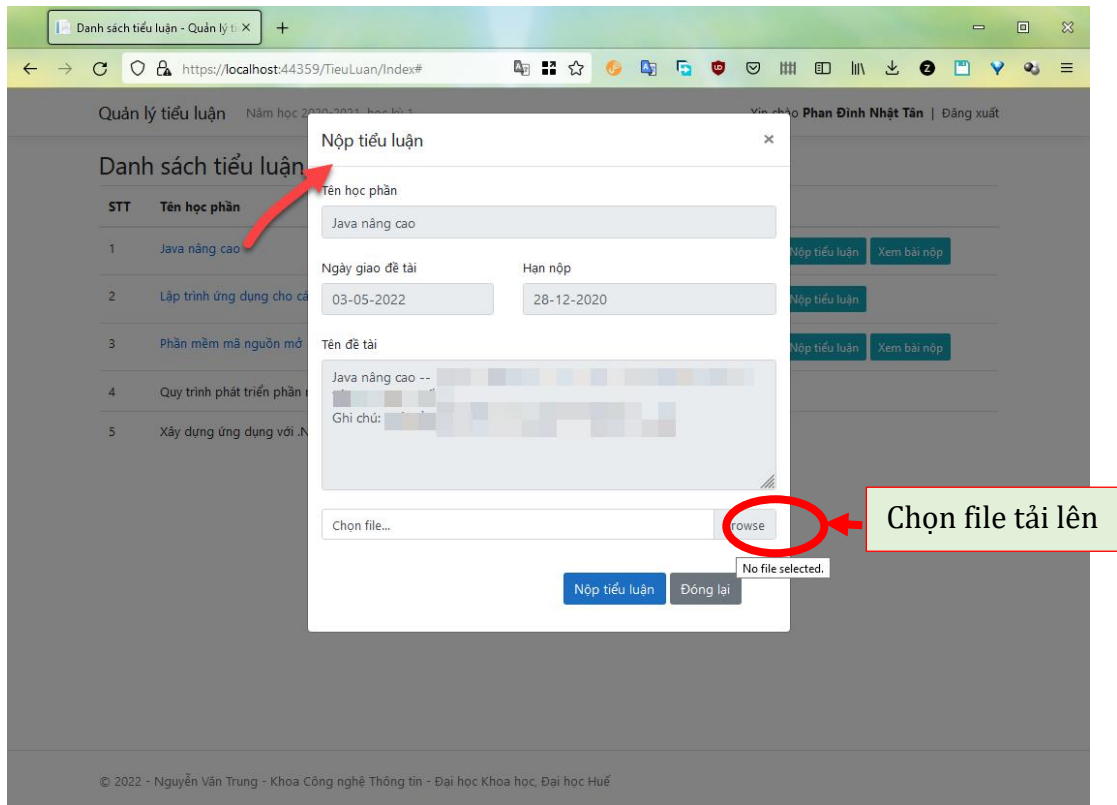 Danh sách tiểu luận - Quản lý ti
https://localhost:44359/TieuLuan/Index#
Quản lý tiểu luận Năm học 2020-2021, học kỳ 1 Xin chào Phan Đình Nhật Tân | Đăng xuất
Nộp tiểu luận
Danh sách tiểu luận
Tên học phần
STT Tên học phần
Java nâng cao
1 Java nâng cao Nộp tiểu luận Xem bài nộp
Ngày giao đề tài Hạn nộp
03-05-2022 28-12-2020
2 Lập trình ứng dụng cho cá Nộp tiểu luận
3 Phần mềm mã nguồn mở Nộp tiểu luận Xem bài nộp
Tên đề tài
Java nâng cao --
Ghi chú:
4 Quy trình phát triển phần
5 Xây dựng ứng dụng với .N
Chọn file... rowse
Chọn file tải lên
No file selected.
Nộp tiểu luận Đóng lại
© 2022 - Nguyễn Văn Trung - Khoa Công nghệ Thông tin - Đại học Khoa học, Đại học Huế